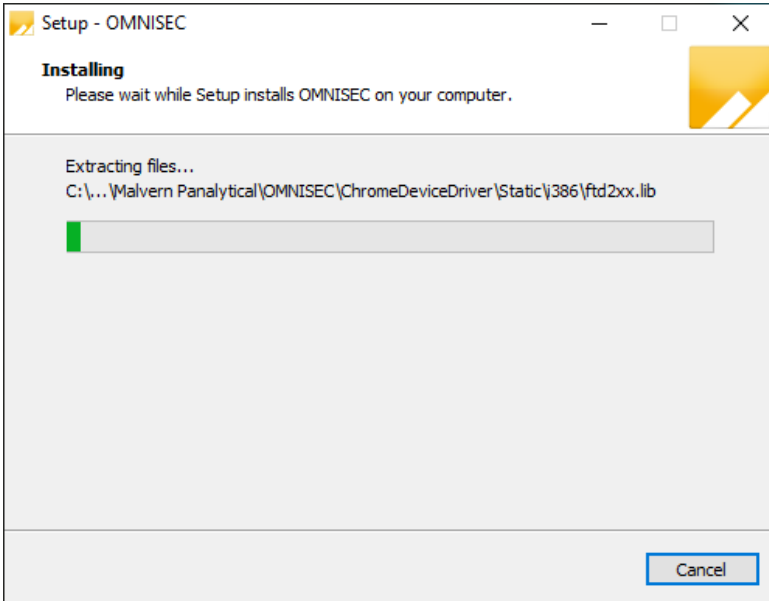 Setup - OMNISEC
Installing
Please wait while Setup installs OMNISEC on your computer.
Extracting files...
C:\...\Malvern Panalytical\OMNISEC\ChromeDeviceDriver\Static\i386\ftd2xx.lib
Cancel